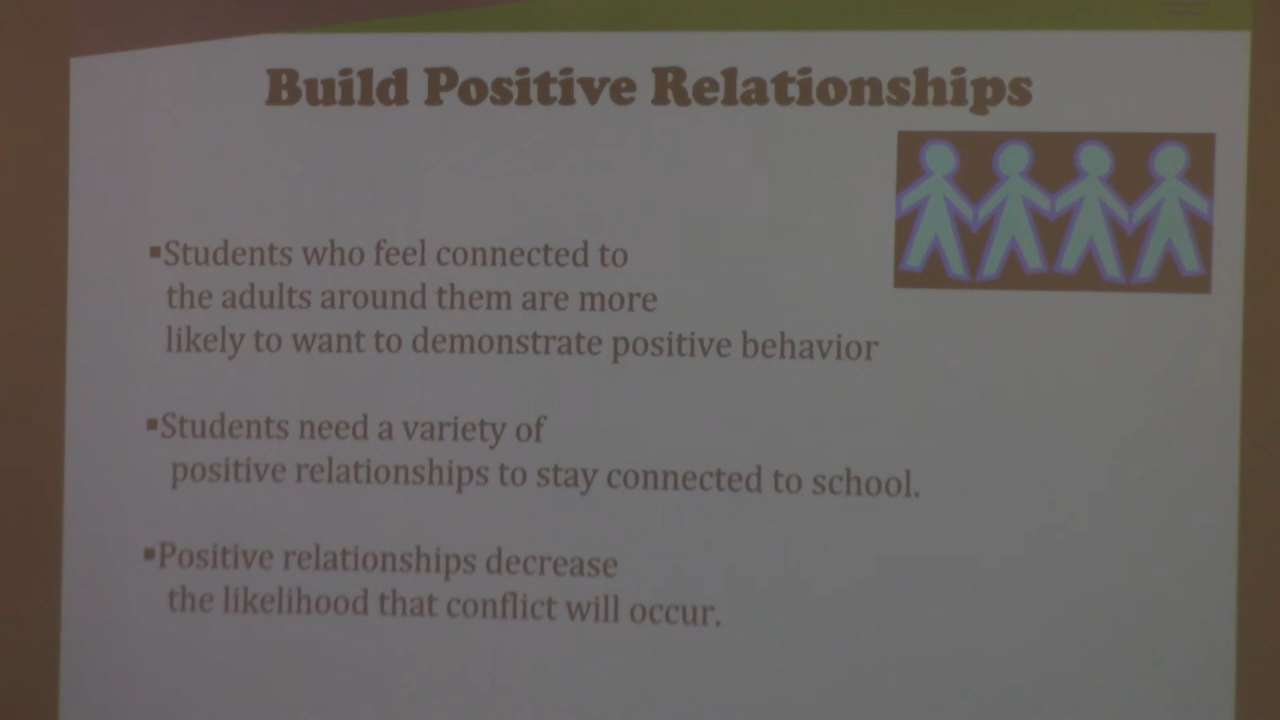 Build Positive Relationships
▪Students who feel connected to
the adults around them are more
likely to want to demonstrate positive behavior
▪Students need a variety of
positive relationships to stay connected to school.
▪Positive relationships decrease
the likelihood that conflict will occur.